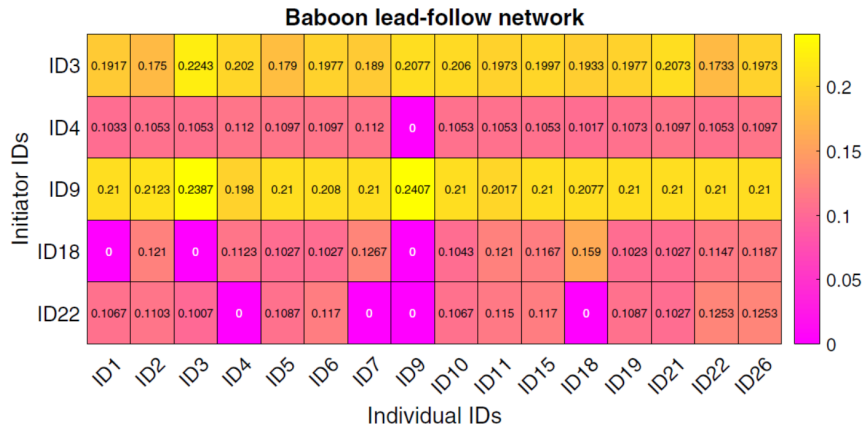 Baboon lead-follow network
ID3 0.1917 0.175 0.2243 0.202 0.179 0.1977 0.189 0.2077 0.206 0.1973 0.1997 0.1933 0.1977 0.2073 0.1733 0.1973
ID4 0.1033 0.1053 0.1053 0.112 0.1097 0.1097 0.112 0 0.1053 0.1053 0.1053 0.1017 0.1073 0.1097 0.1053 0.1097
ID9 0.21 0.2123 0.2387 0.198 0.21 0.208 0.21 0.2407 0.21 0.2017 0.21 0.2077 0.21 0.21 0.21 0.21
ID18 0 0.121 0 0.1123 0.1027 0.1027 0.1267 0 0.1043 0.121 0.1167 0.159 0.1023 0.1027 0.1147 0.1187
ID22 0.1067 0.1103 0.1007 0 0.1087 0.117 0 0 0.1067 0.115 0.117 0 0.1087 0.1027 0.1253 0.1253
Initiator IDs
ID1 ID2 ID3 ID4 ID5 ID6 ID7 ID9 ID10 ID11 ID15 ID18 ID19 ID21 ID22 ID26
Individual IDs
0.2
0.15
0.1
0.05
0